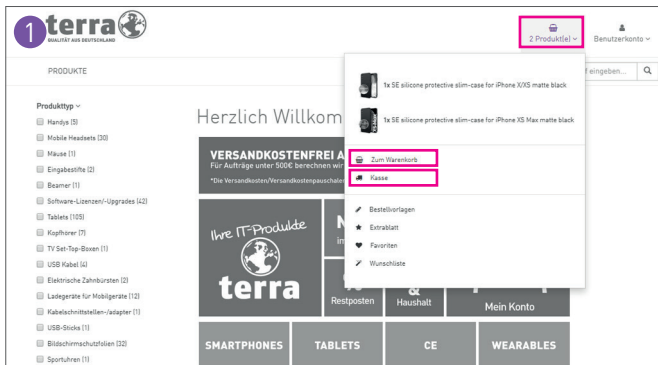 1
terra
QUALITÄT AUS DEUTSCHLAND
2 Produkt(e)
Benutzerkonto
PRODUKTE
eingeben...
1x SE silicone protective slim-case for iPhone X/XS matte black
1x SE silicone protective slim-case for iPhone XS Max matte black
Zum Warenkorb
Kasse
Bestellvorlagen
Extrablatt
Favoriten
Wunschliste
Produkttyp
Handys (5)
Mobile Headsets (30)
Mäuse (1)
Eingabestifte (2)
Beamer (1)
Software-Lizenzen/-Upgrades (42)
Tablets (105)
Kopfhörer (7)
TV Set-Top-Boxen (1)
USB Kabel (4)
Elektrische Zahnbürsten (2)
Ladegeräte für Mobilgeräte (12)
Kabelschnittstellen-/adapter (1)
USB-Sticks (1)
Bildschirmschutzfolien (32)
Sportuhren (1)
Herzlich Willkom
VERSANDKOSTENFREI A
Für Aufträge unter 500€ berechnen wir
*Die Versandkosten/Versandkostenpauschale
Ihre IT-Produkte
terra
N
im
%
Restposten
&
Haushalt
Mein Konto
SMARTPHONES
TABLETS
CE
WEARABLES